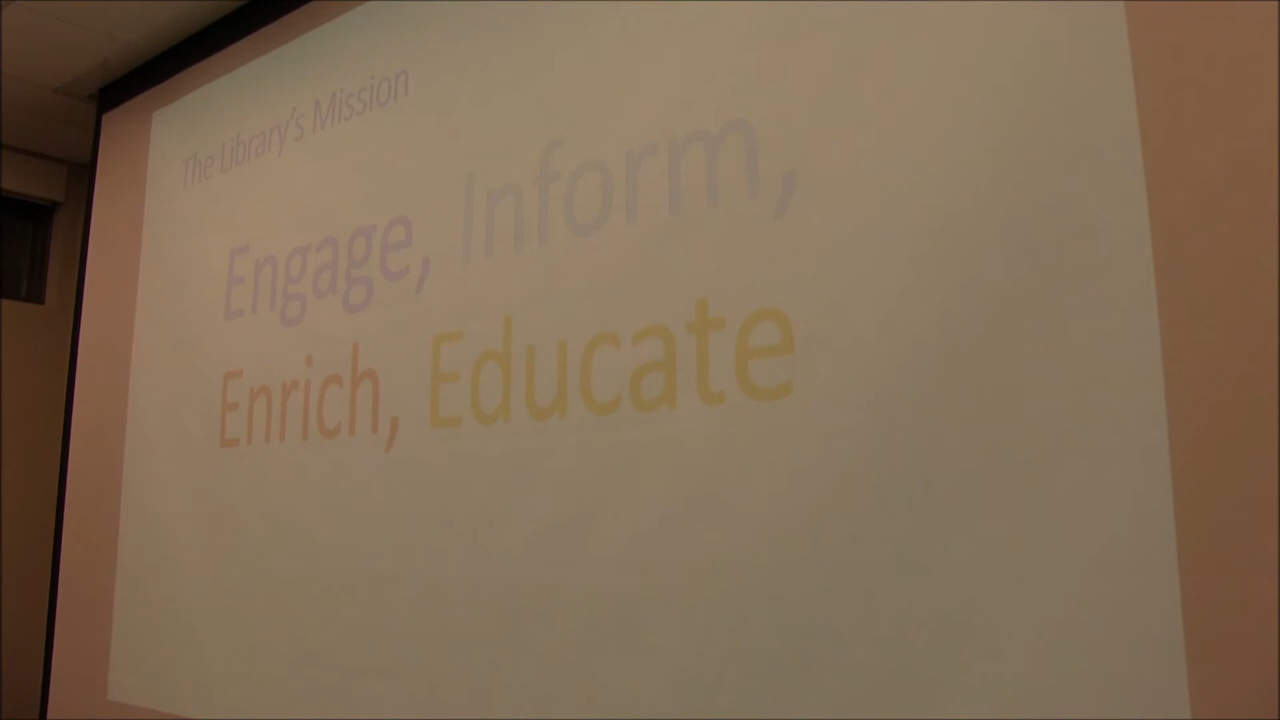 The Library's Mission
Engage, Inform,
Enrich, Educate